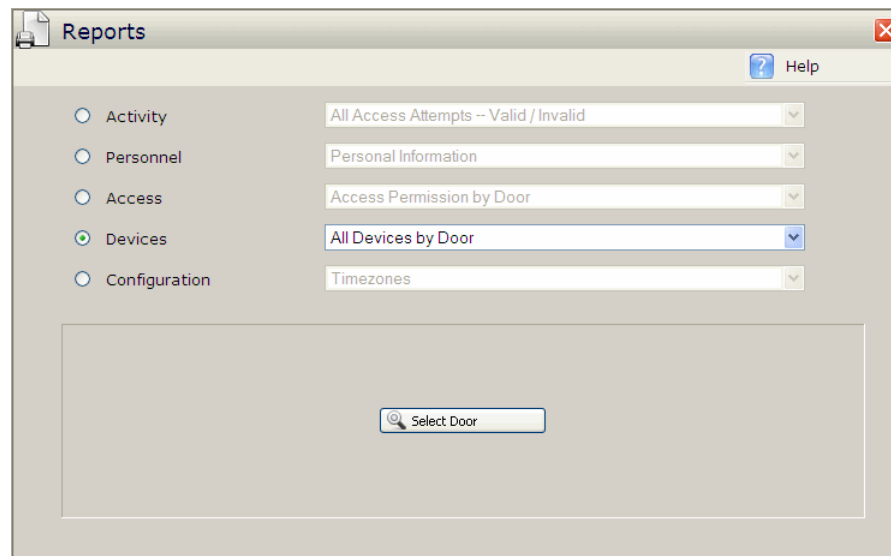 Reports
? Help
Activity All Access Attempts -- Valid / Invalid
Personnel Personal Information
Access Access Permission by Door
Devices All Devices by Door
Configuration Timezones
Select Door